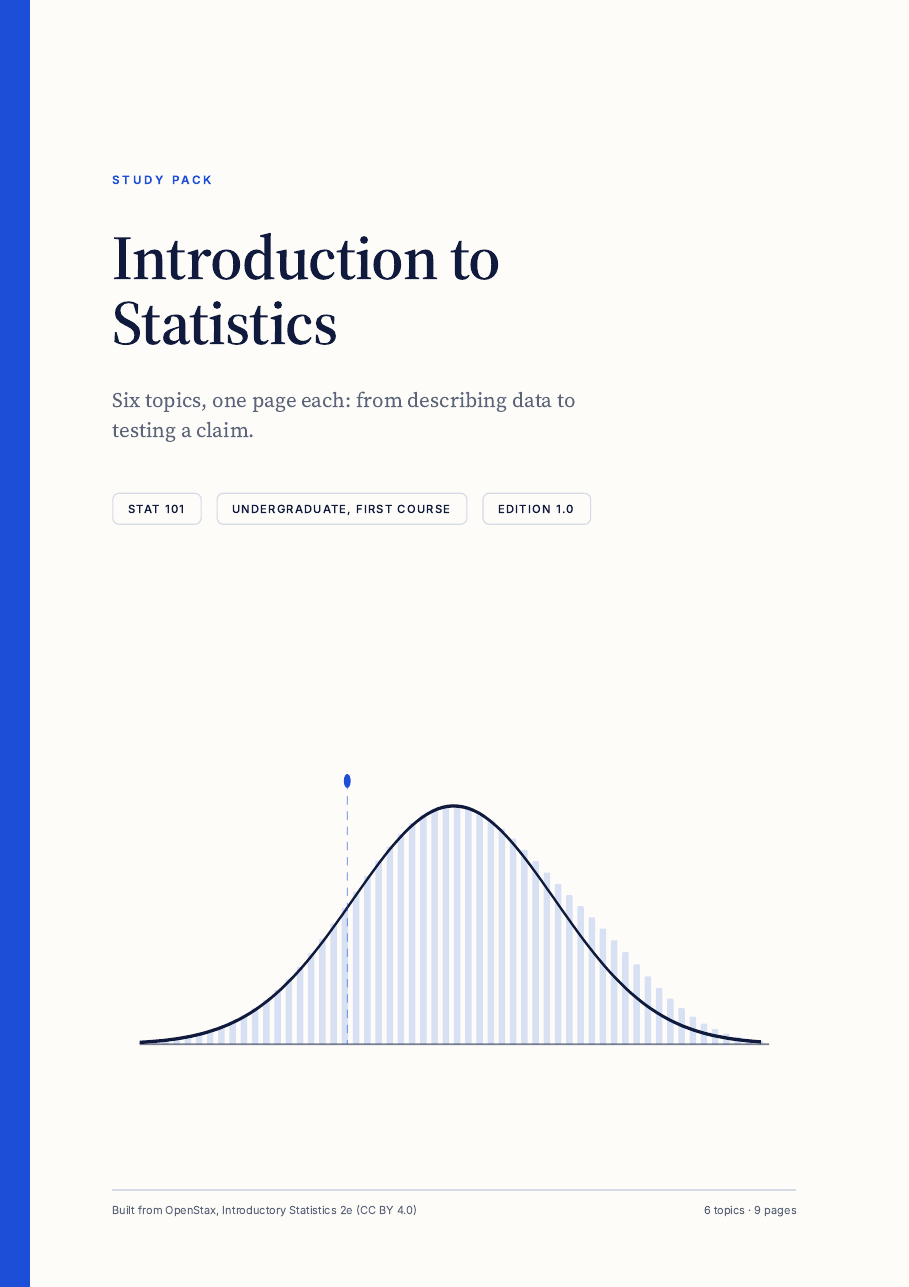 STUDY PACK
Introduction to
Statistics
Six topics, one page each: from describing data to
testing a claim.
STAT 101
UNDERGRADUATE, FIRST COURSE
EDITION 1.0
Built from OpenStax, Introductory Statistics 2e (CC BY 4.0)
6 topics · 9 pages